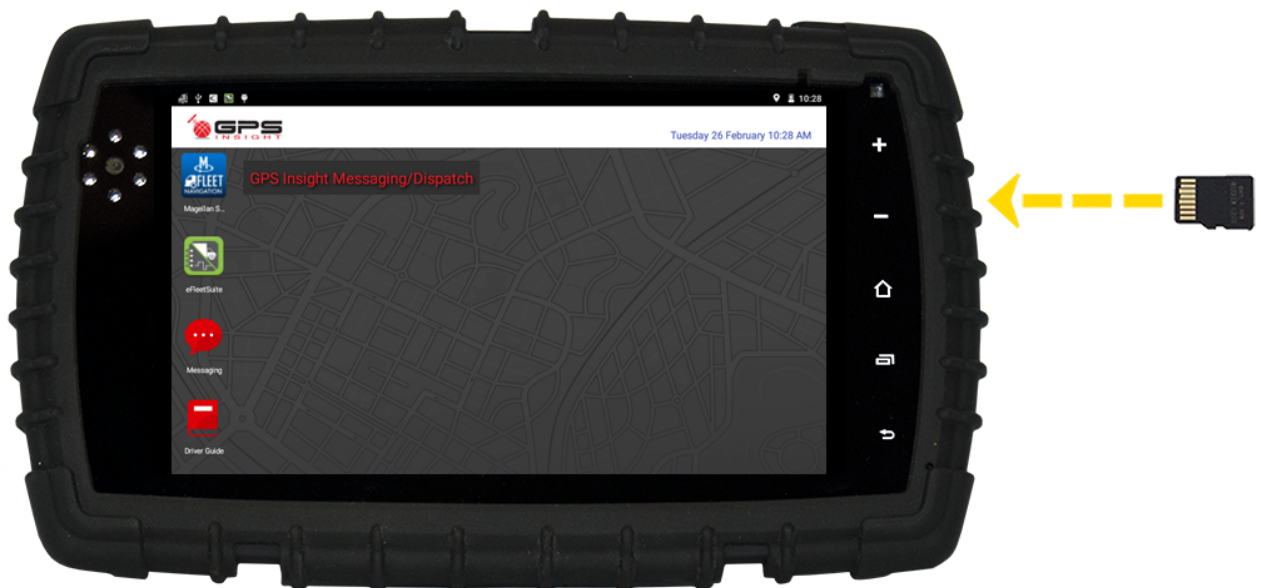 10:28
GPS
INSIGHT
Tuesday 26 February 10:28 AM
M
FLEET
NAVIGATION
Magellan S..
GPS Insight Messaging/Dispatch
eFleetSuite
Messaging
Driver Guide